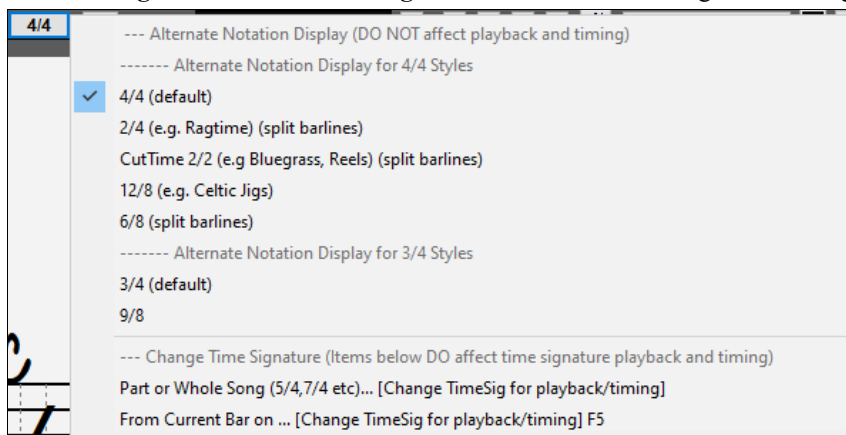 4/4
--- Alternate Notation Display (DO NOT affect playback and timing)
------- Alternate Notation Display for 4/4 Styles
4/4 (default)
2/4 (e.g. Ragtime) (split barlines)
CutTime 2/2 (e.g Bluegrass, Reels) (split barlines)
12/8 (e.g. Celtic Jigs)
6/8 (split barlines)
------- Alternate Notation Display for 3/4 Styles
3/4 (default)
9/8
--- Change Time Signature (Items below DO affect time signature playback and timing)
Part or Whole Song (5/4,7/4 etc)... [Change TimeSig for playback/timing]
From Current Bar on ... [Change TimeSig for playback/timing] F5